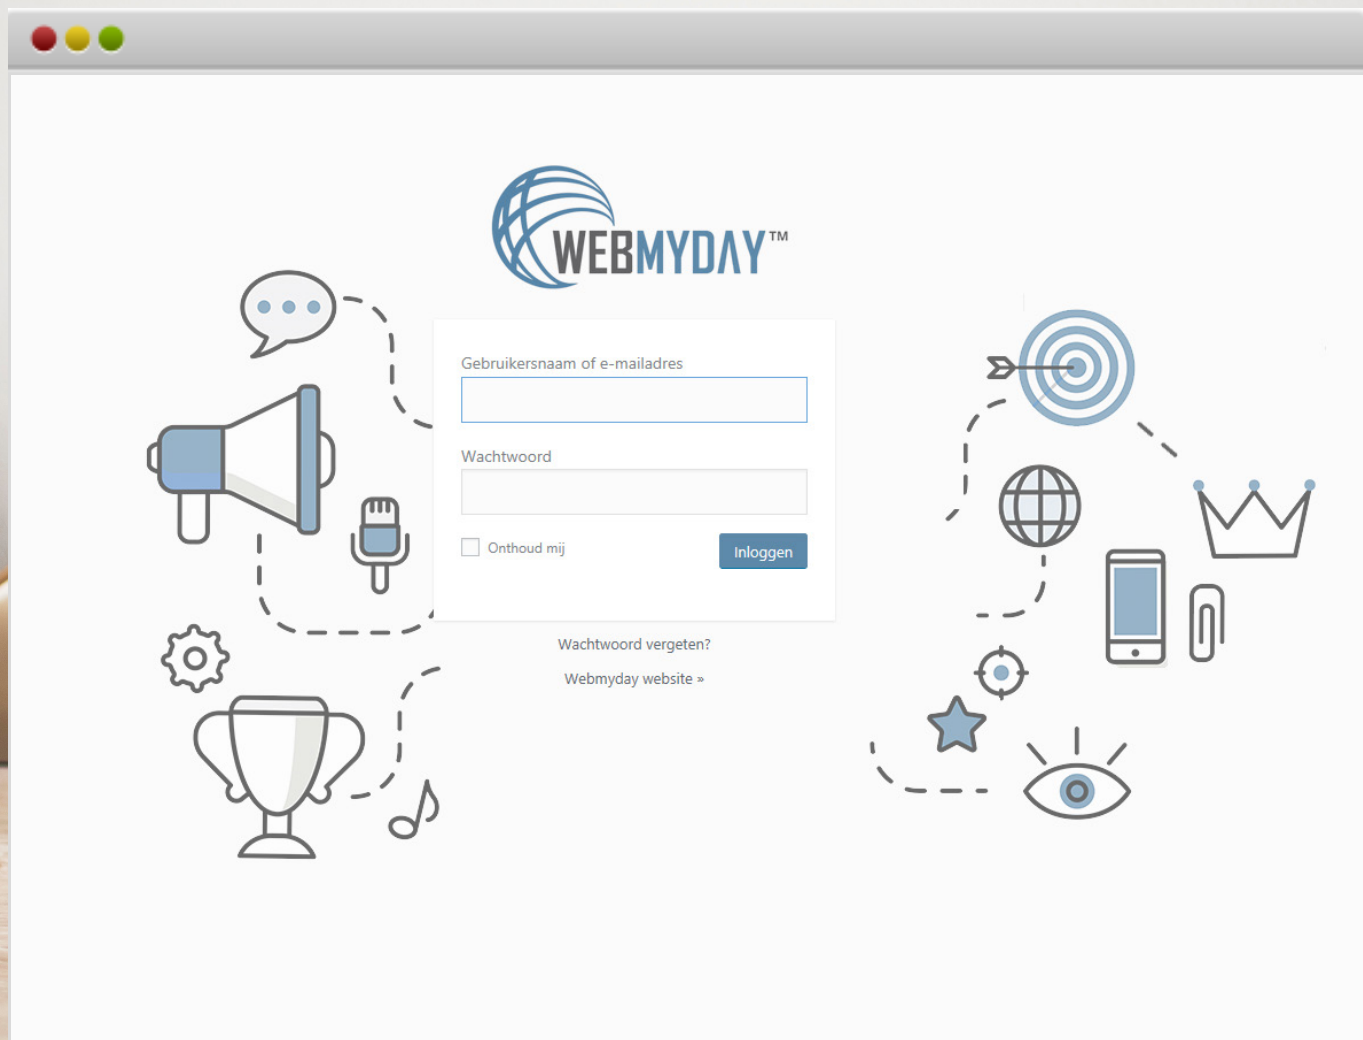 WEBMYDAY™
Gebruikersnaam of e-mailadres
Wachtwoord
Onthoud mij
Inloggen
Wachtwoord vergeten?
Webmyday website »